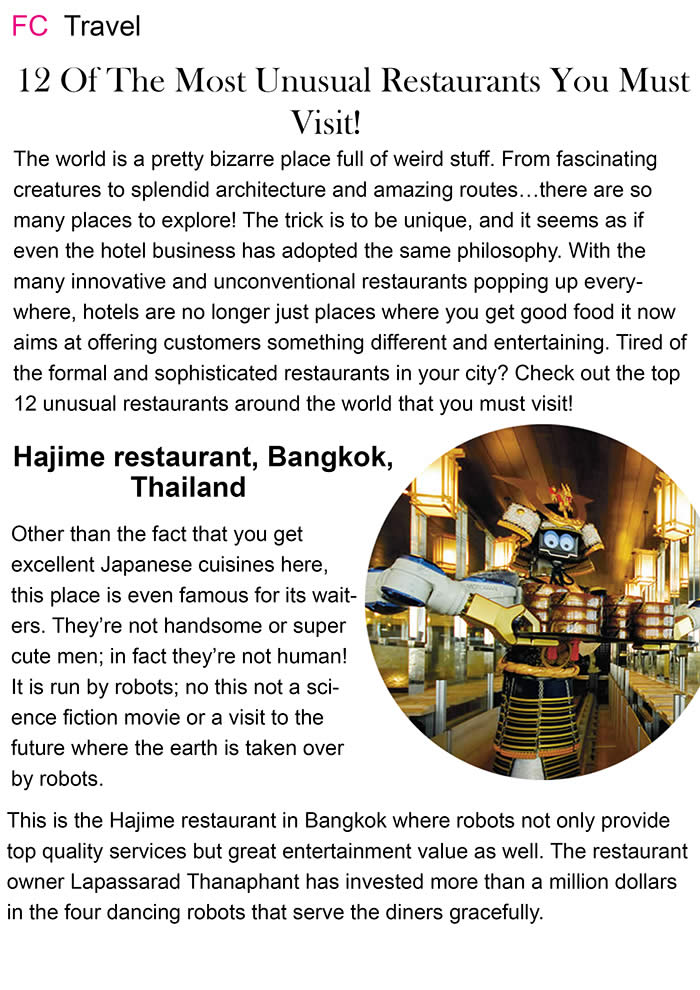 FC Travel
12 Of The Most Unusual Restaurants You Must
Visit!
The world is a pretty bizarre place full of weird stuff. From fascinating
creatures to splendid architecture and amazing routes…there are so
many places to explore! The trick is to be unique, and it seems as if
even the hotel business has adopted the same philosophy. With the
many innovative and unconventional restaurants popping up every-
where, hotels are no longer just places where you get good food it now
aims at offering customers something different and entertaining. Tired of
the formal and sophisticated restaurants in your city? Check out the top
12 unusual restaurants around the world that you must visit!
Hajime restaurant, Bangkok,
Thailand
Other than the fact that you get
excellent Japanese cuisines here,
this place is even famous for its wait-
ers. They’re not handsome or super
cute men; in fact they’re not human!
It is run by robots; no this not a sci-
ence fiction movie or a visit to the
future where the earth is taken over
by robots.
This is the Hajime restaurant in Bangkok where robots not only provide
top quality services but great entertainment value as well. The restaurant
owner Lapassarad Thanaphant has invested more than a million dollars
in the four dancing robots that serve the diners gracefully.